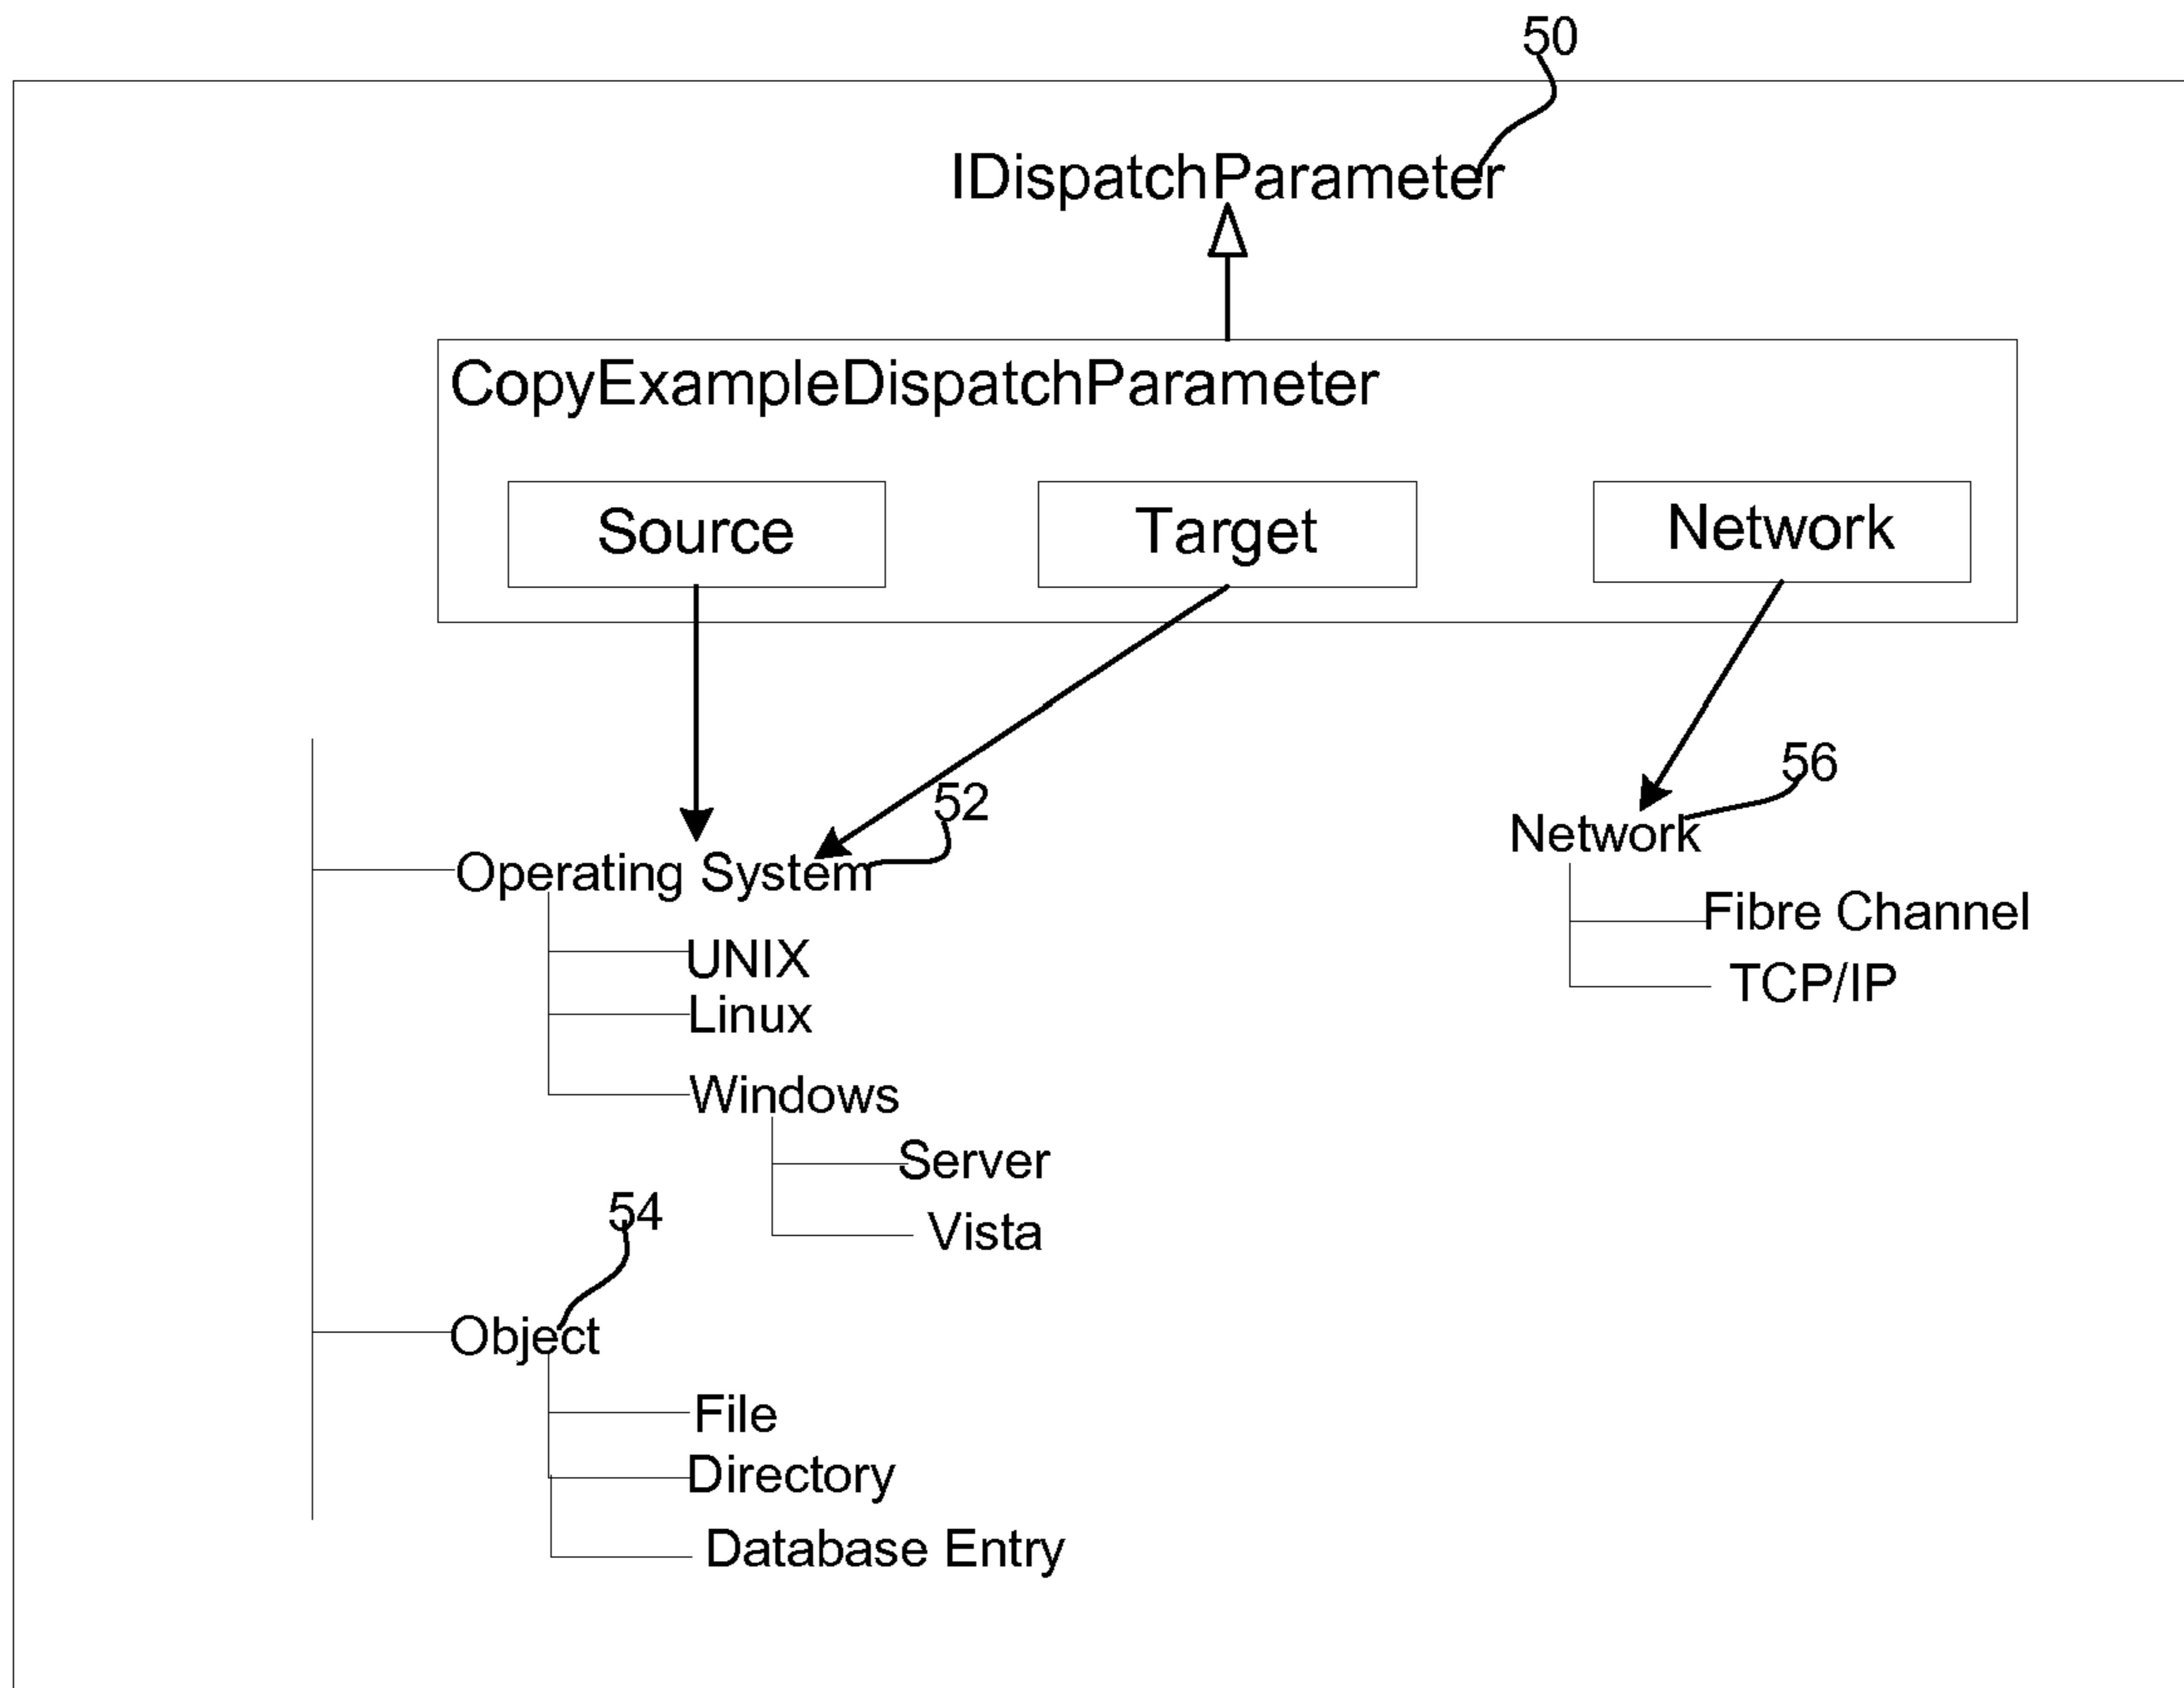 50
IDispatchParameter
CopyExampleDispatchParameter
Source
Target
Network
52
56
Operating System
Network
UNIX
Fibre Channel
Linux
TCP/IP
Windows
Server
54
Vista
Object
File
Directory
Database Entry